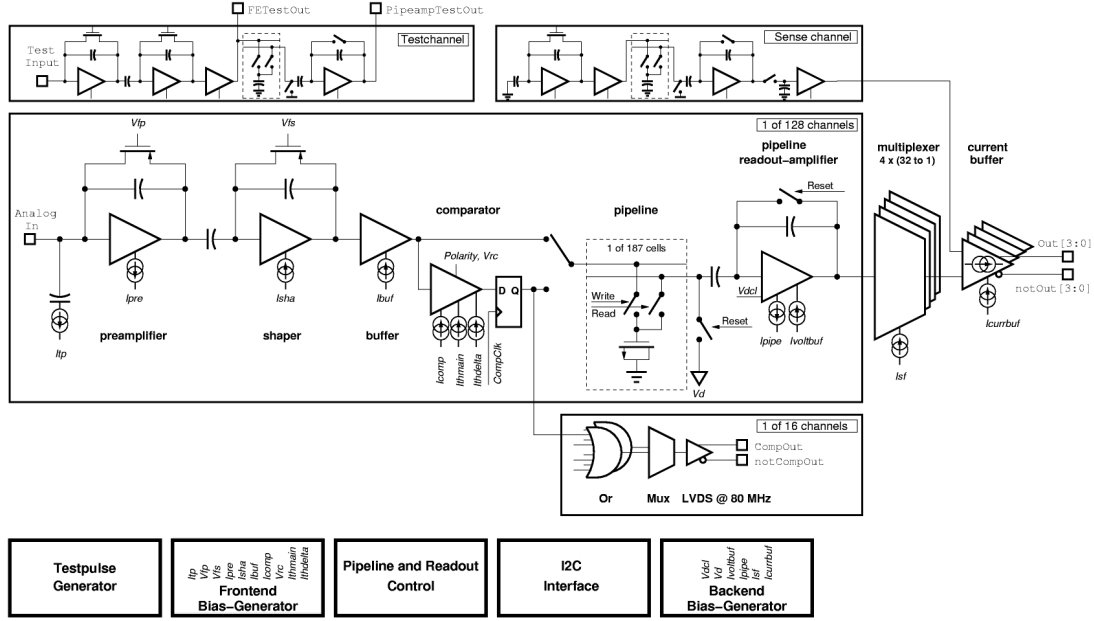 FETestOut
PipeampTestOut
Testchannel
Sense channel
Test
Input
1 of 128 channels
Vfp
Vfs
pipeline
readout-amplifier
multiplexer
4 x (32 to 1)
current
buffer
Reset
Analog
In
comparator
pipeline
1 of 187 cells
Polarity, Vrc
Out[3:0]
notOut[3:0]
D Q
Vdcl
Write
Read
Ipre
Isha
Ibuf
Reset
Icurrbuf
preamplifier
shaper
buffer
Ipipe
Ivoltbuf
Itp
Icomp
Ithmain
Ithdelta
CompClk
Isf
Vd
1 of 16 channels
CompOut
notCompOut
Or
Mux
LVDS @ 80 MHz
Testpulse
Generator
Itp
Vfp
Vfs
Ipre
Isha
Ibuf
Icomp
Vrc
Ithmain
Ithdelta
Frontend
Bias-Generator
Pipeline and Readout
Control
I2C
Interface
Vdcl
Vd
Ivoltbuf
Ipipe
Isf
Icurrbuf
Backend
Bias-Generator